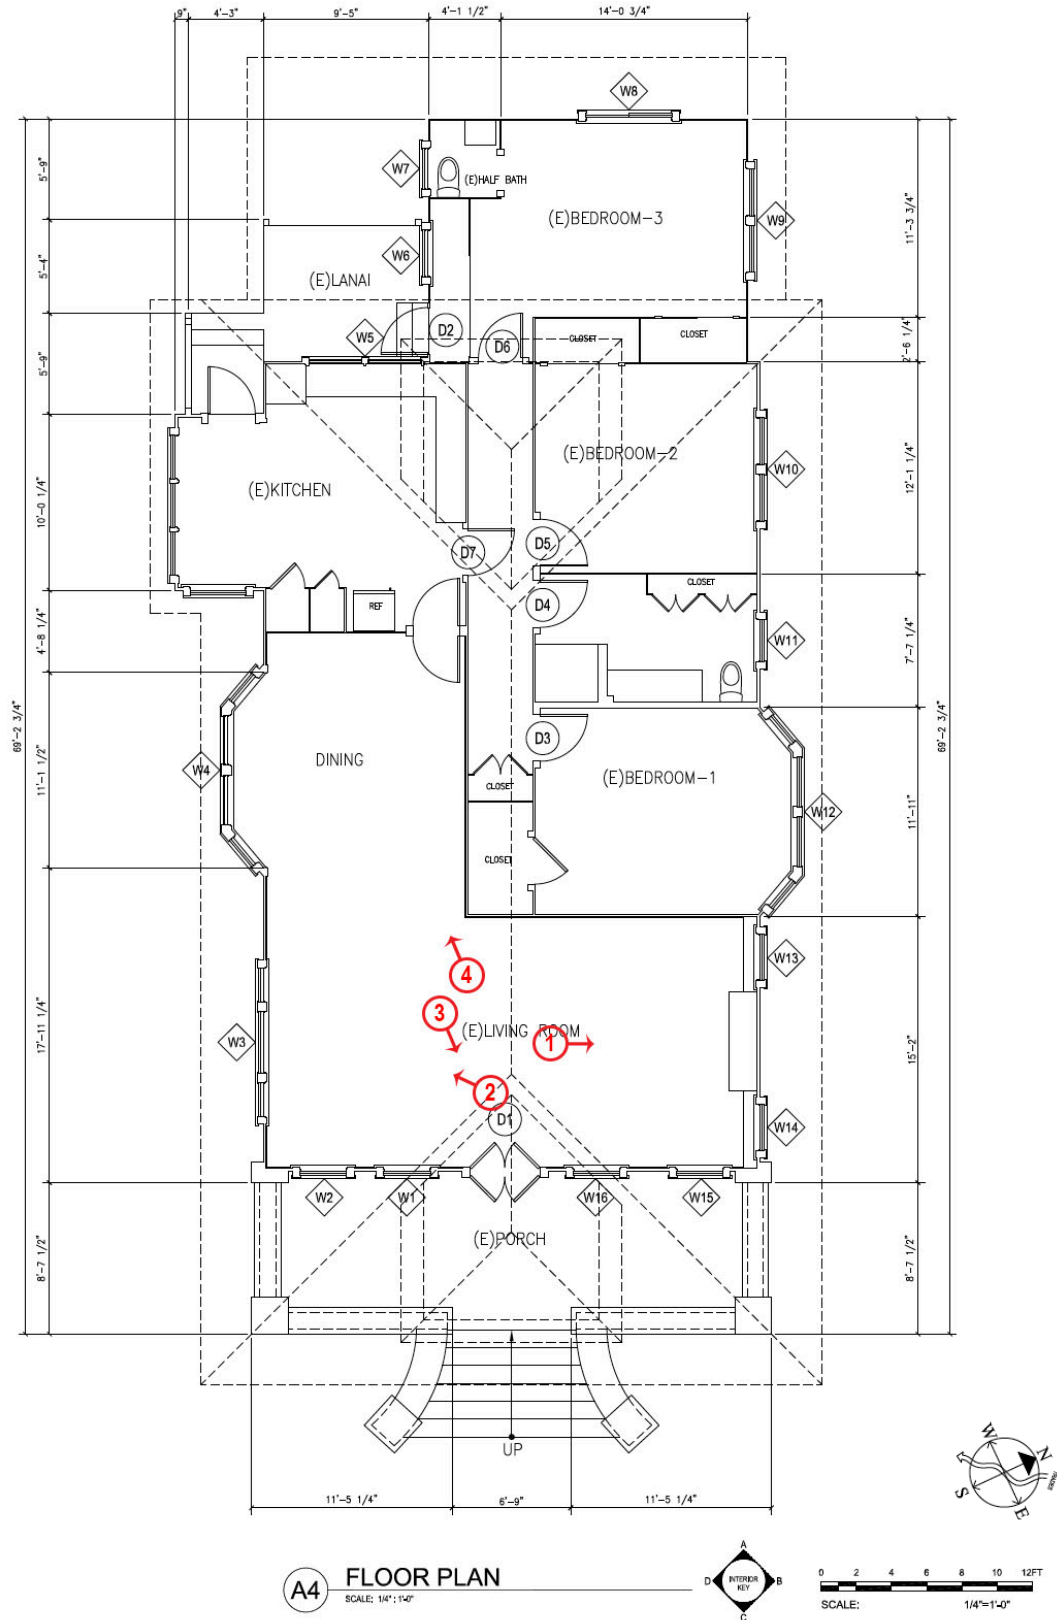 9" 4'-3" 9'-5" 4'-1 1/2" 14'-0 3/4"
W8
W7
(E)HALF BATH
5'-9"
(E)BEDROOM-3
W9
11'-3 3/4"
W6
5'-4"
(E)LANAI
W5
D2
D6
CLOSET
CLOSET
2'-6 1/4"
5'-9"
(E)BEDROOM-2
W10
12'-1 1/4"
(E)KITCHEN
10'-0 1/4"
D7
D5
CLOSET
REF
D4
4'-8 1/4"
W11
7'-7 1/4"
69'-2 3/4"
69'-2 3/4"
D3
DINING
W4
11'-1 1/2"
(E)BEDROOM-1
CLOSET
W12
11'-11"
CLOSET
W13
4
3
(E)LIVING ROOM
1
W3
17'-11 1/4"
15'-2"
2
D1
W14
W2
W1
W16
W15
(E)PORCH
8'-7 1/2"
8'-7 1/2"
UP
W
N
S
E
TRADES
11'-5 1/4" 6'-9" 11'-5 1/4"
A4
FLOOR PLAN
SCALE: 1/4" : 1'-0"
A
D
INTERIOR
KEY
B
C
0 2 4 6 8 10 12FT
SCALE: 1/4"=1'-0"